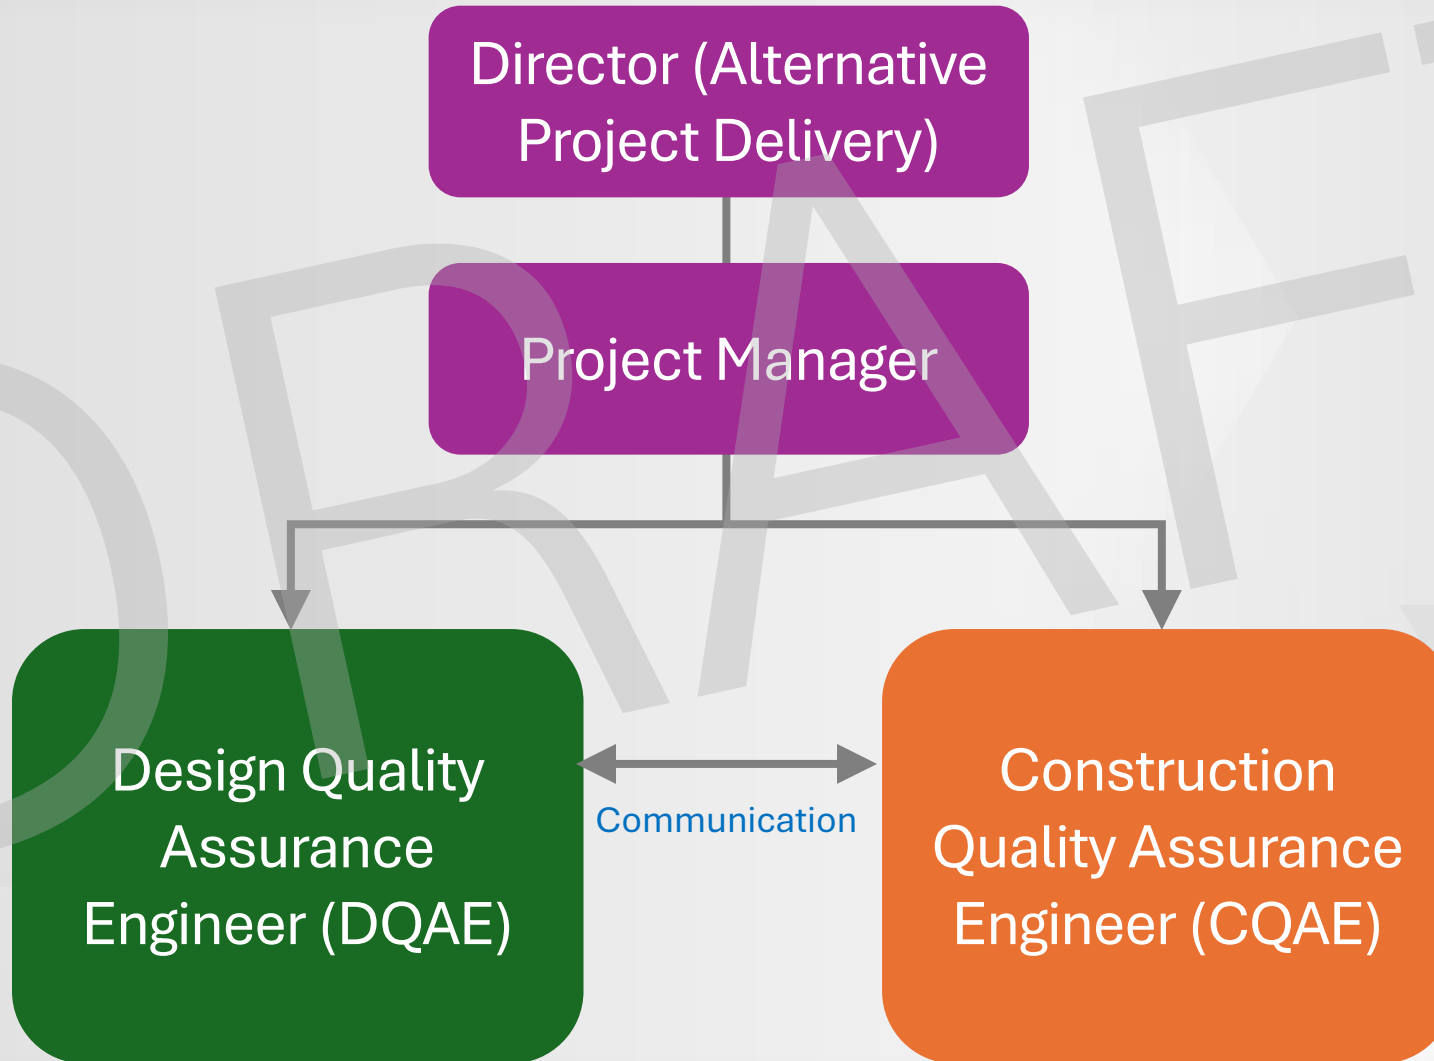 Director (Alternative
Project Delivery)
Project Manager
Design Quality
Assurance
Engineer (DQAE)
Communication
Construction
Quality Assurance
Engineer (CQAE)
DRAFT